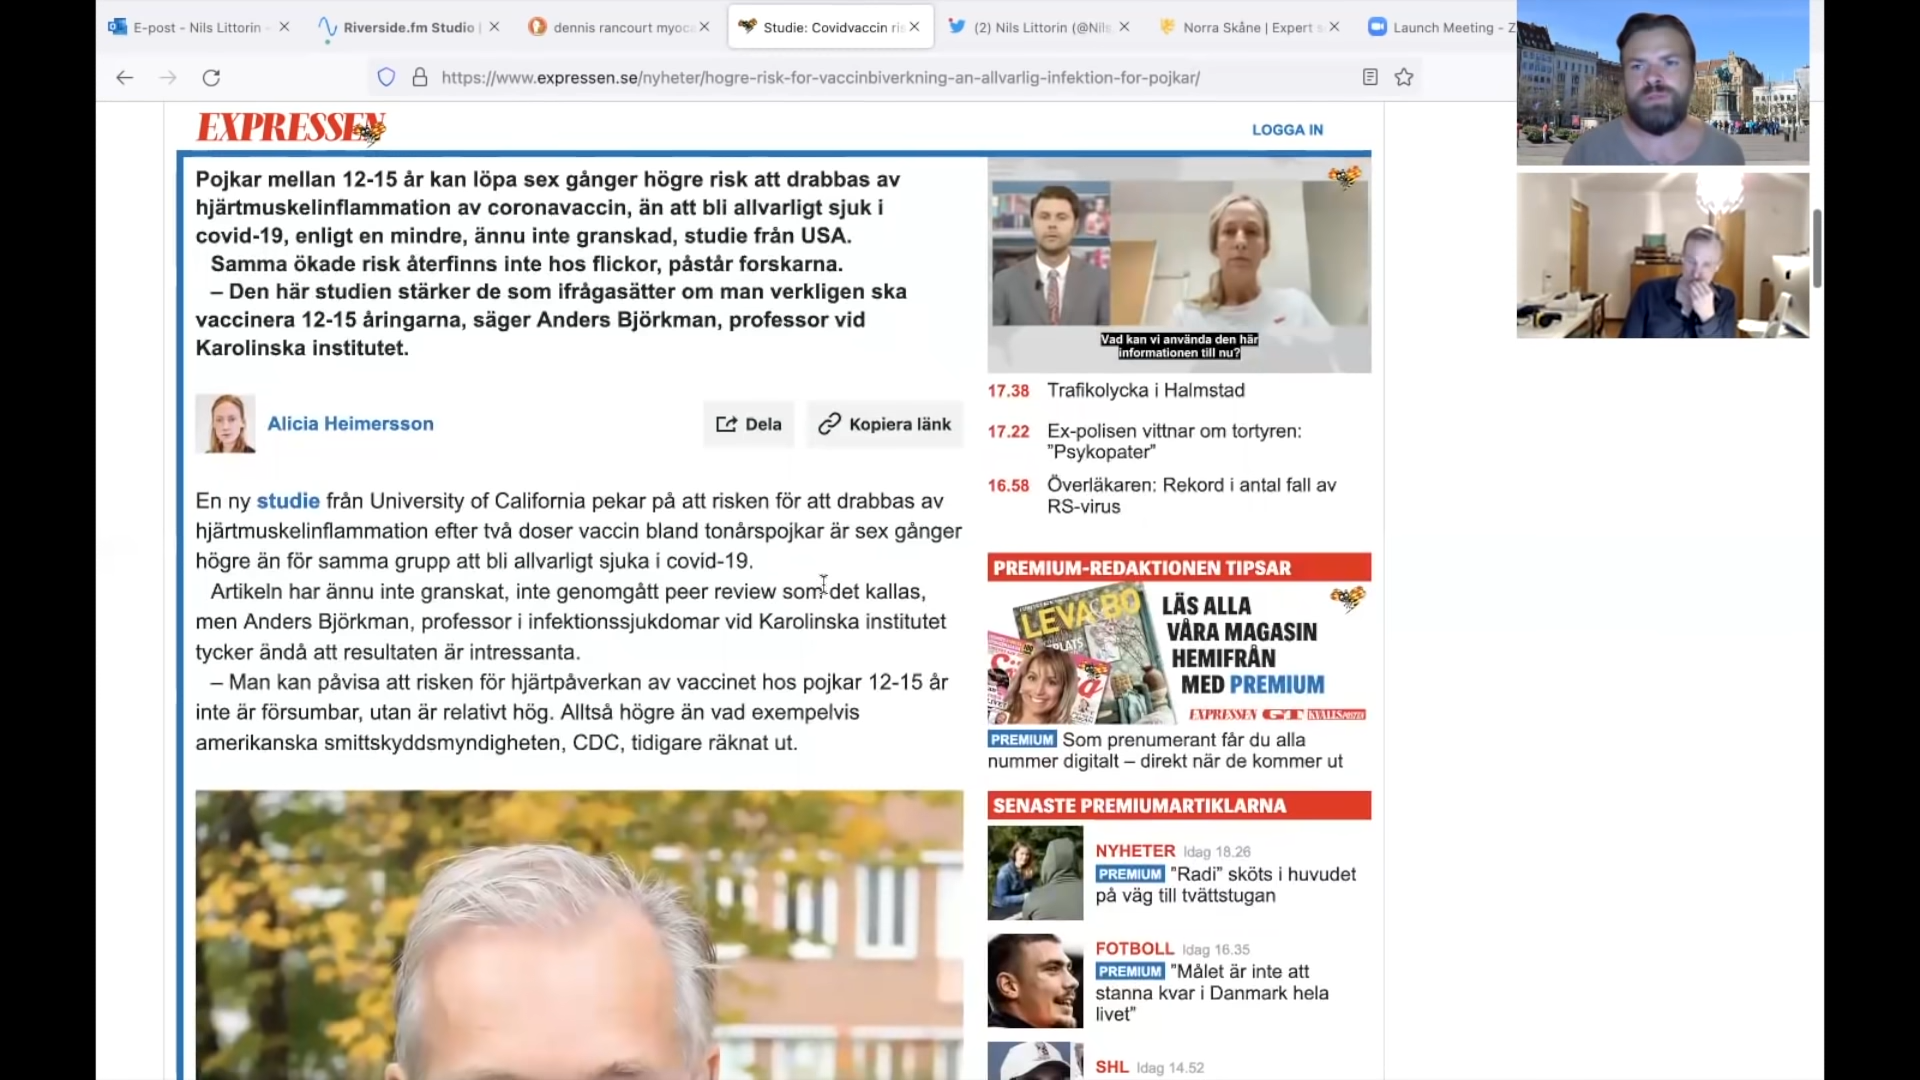 E-post - Nils Littorin -
Riverside.fm Studio |
dennis rancourt myoca
Studie: Covidvaccin ris
(2) Nils Littorin (@Nils
Norra Skåne | Expert s
Launch Meeting - Z
https://www.expressen.se/nyheter/hogre-risk-for-vaccinbiverkning-an-allvarlig-infektion-for-pojkar/
EXPRESSEN
LOGGA IN
Pojkar mellan 12-15 år kan löpa sex gånger högre risk att drabbas av
hjärtmuskelinflammation av coronavaccin, än att bli allvarligt sjuk i
covid-19, enligt en mindre, ännu inte granskad, studie från USA.
Samma ökade risk återfinns inte hos flickor, påstår forskarna.
– Den här studien stärker de som ifrågasätter om man verkligen ska
vaccinera 12-15 åringarna, säger Anders Björkman, professor vid
Karolinska institutet.
Alicia Heimersson
Dela
Kopiera länk
En ny studie från University of California pekar på att risken för att drabbas av
hjärtmuskelinflammation efter två doser vaccin bland tonårspojkar är sex gånger
högre än för samma grupp att bli allvarligt sjuka i covid-19.
Artikeln har ännu inte granskat, inte genomgått peer review som det kallas,
men Anders Björkman, professor i infektionssjukdomar vid Karolinska institutet
tycker ändå att resultaten är intressanta.
– Man kan påvisa att risken för hjärtpåverkan av vaccinet hos pojkar 12-15 år
inte är försumbar, utan är relativt hög. Alltså högre än vad exempelvis
amerikanska smittskyddsmyndigheten, CDC, tidigare räknat ut.
Vad kan vi använda den här
informationen till nu?
17.38 Trafikolycka i Halmstad
17.22 Ex-polisen vittnar om tortyren:
”Psykopater”
16.58 Överläkaren: Rekord i antal fall av
RS-virus
PREMIUM-REDAKTIONEN TIPSAR
LEVA BO
PLATS
LÄS ALLA
VÅRA MAGASIN
HEMIFRÅN
MED PREMIUM
EXPRESSEN GT KVÄLLSPOSTEN
PREMIUM Som prenumerant får du alla
nummer digitalt – direkt när de kommer ut
SENASTE PREMIUMARTIKLARNA
NYHETER Idag 18.26
PREMIUM ”Radi” sköts i huvudet
på väg till tvättstugan
FOTBOLL Idag 16.35
PREMIUM ”Målet är inte att
stanna kvar i Danmark hela
livet”
SHL Idag 14.52